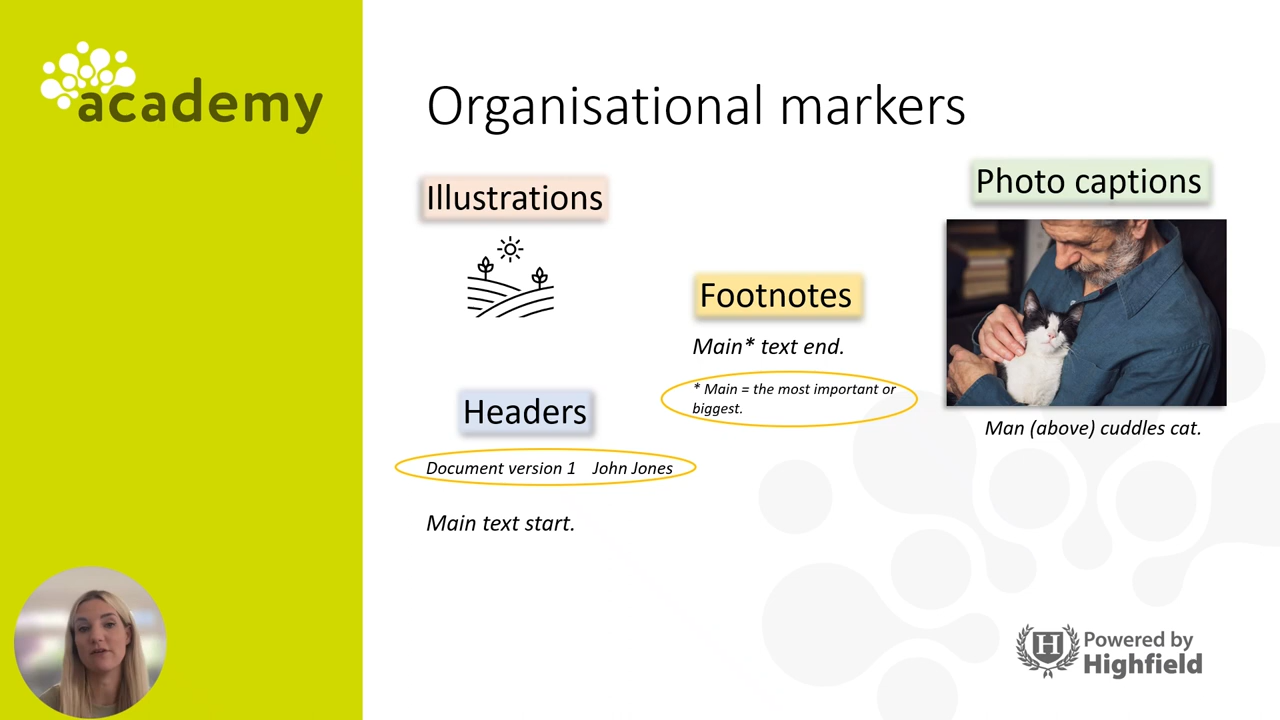 academy
Organisational markers
Illustrations
Headers
Document version 1 John Jones
Main text start.
Footnotes
Main* text end.
* Main = the most important or
biggest.
Photo captions
Man (above) cuddles cat.
H
Powered by
Highfield